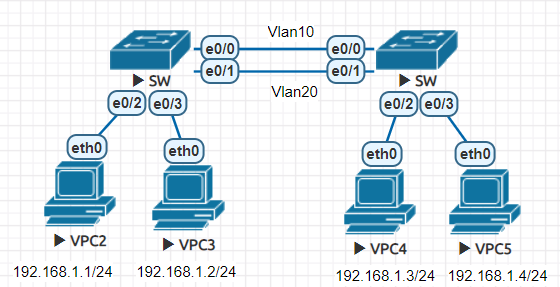 Vlan10
e0/0 e0/0
e0/1 e0/1
SW Vlan20 SW
e0/2 e0/3 e0/2 e0/3
eth0 eth0 eth0 eth0
VPC2 VPC3 VPC4 VPC5
192.168.1.1/24 192.168.1.2/24 192.168.1.3/24 192.168.1.4/24